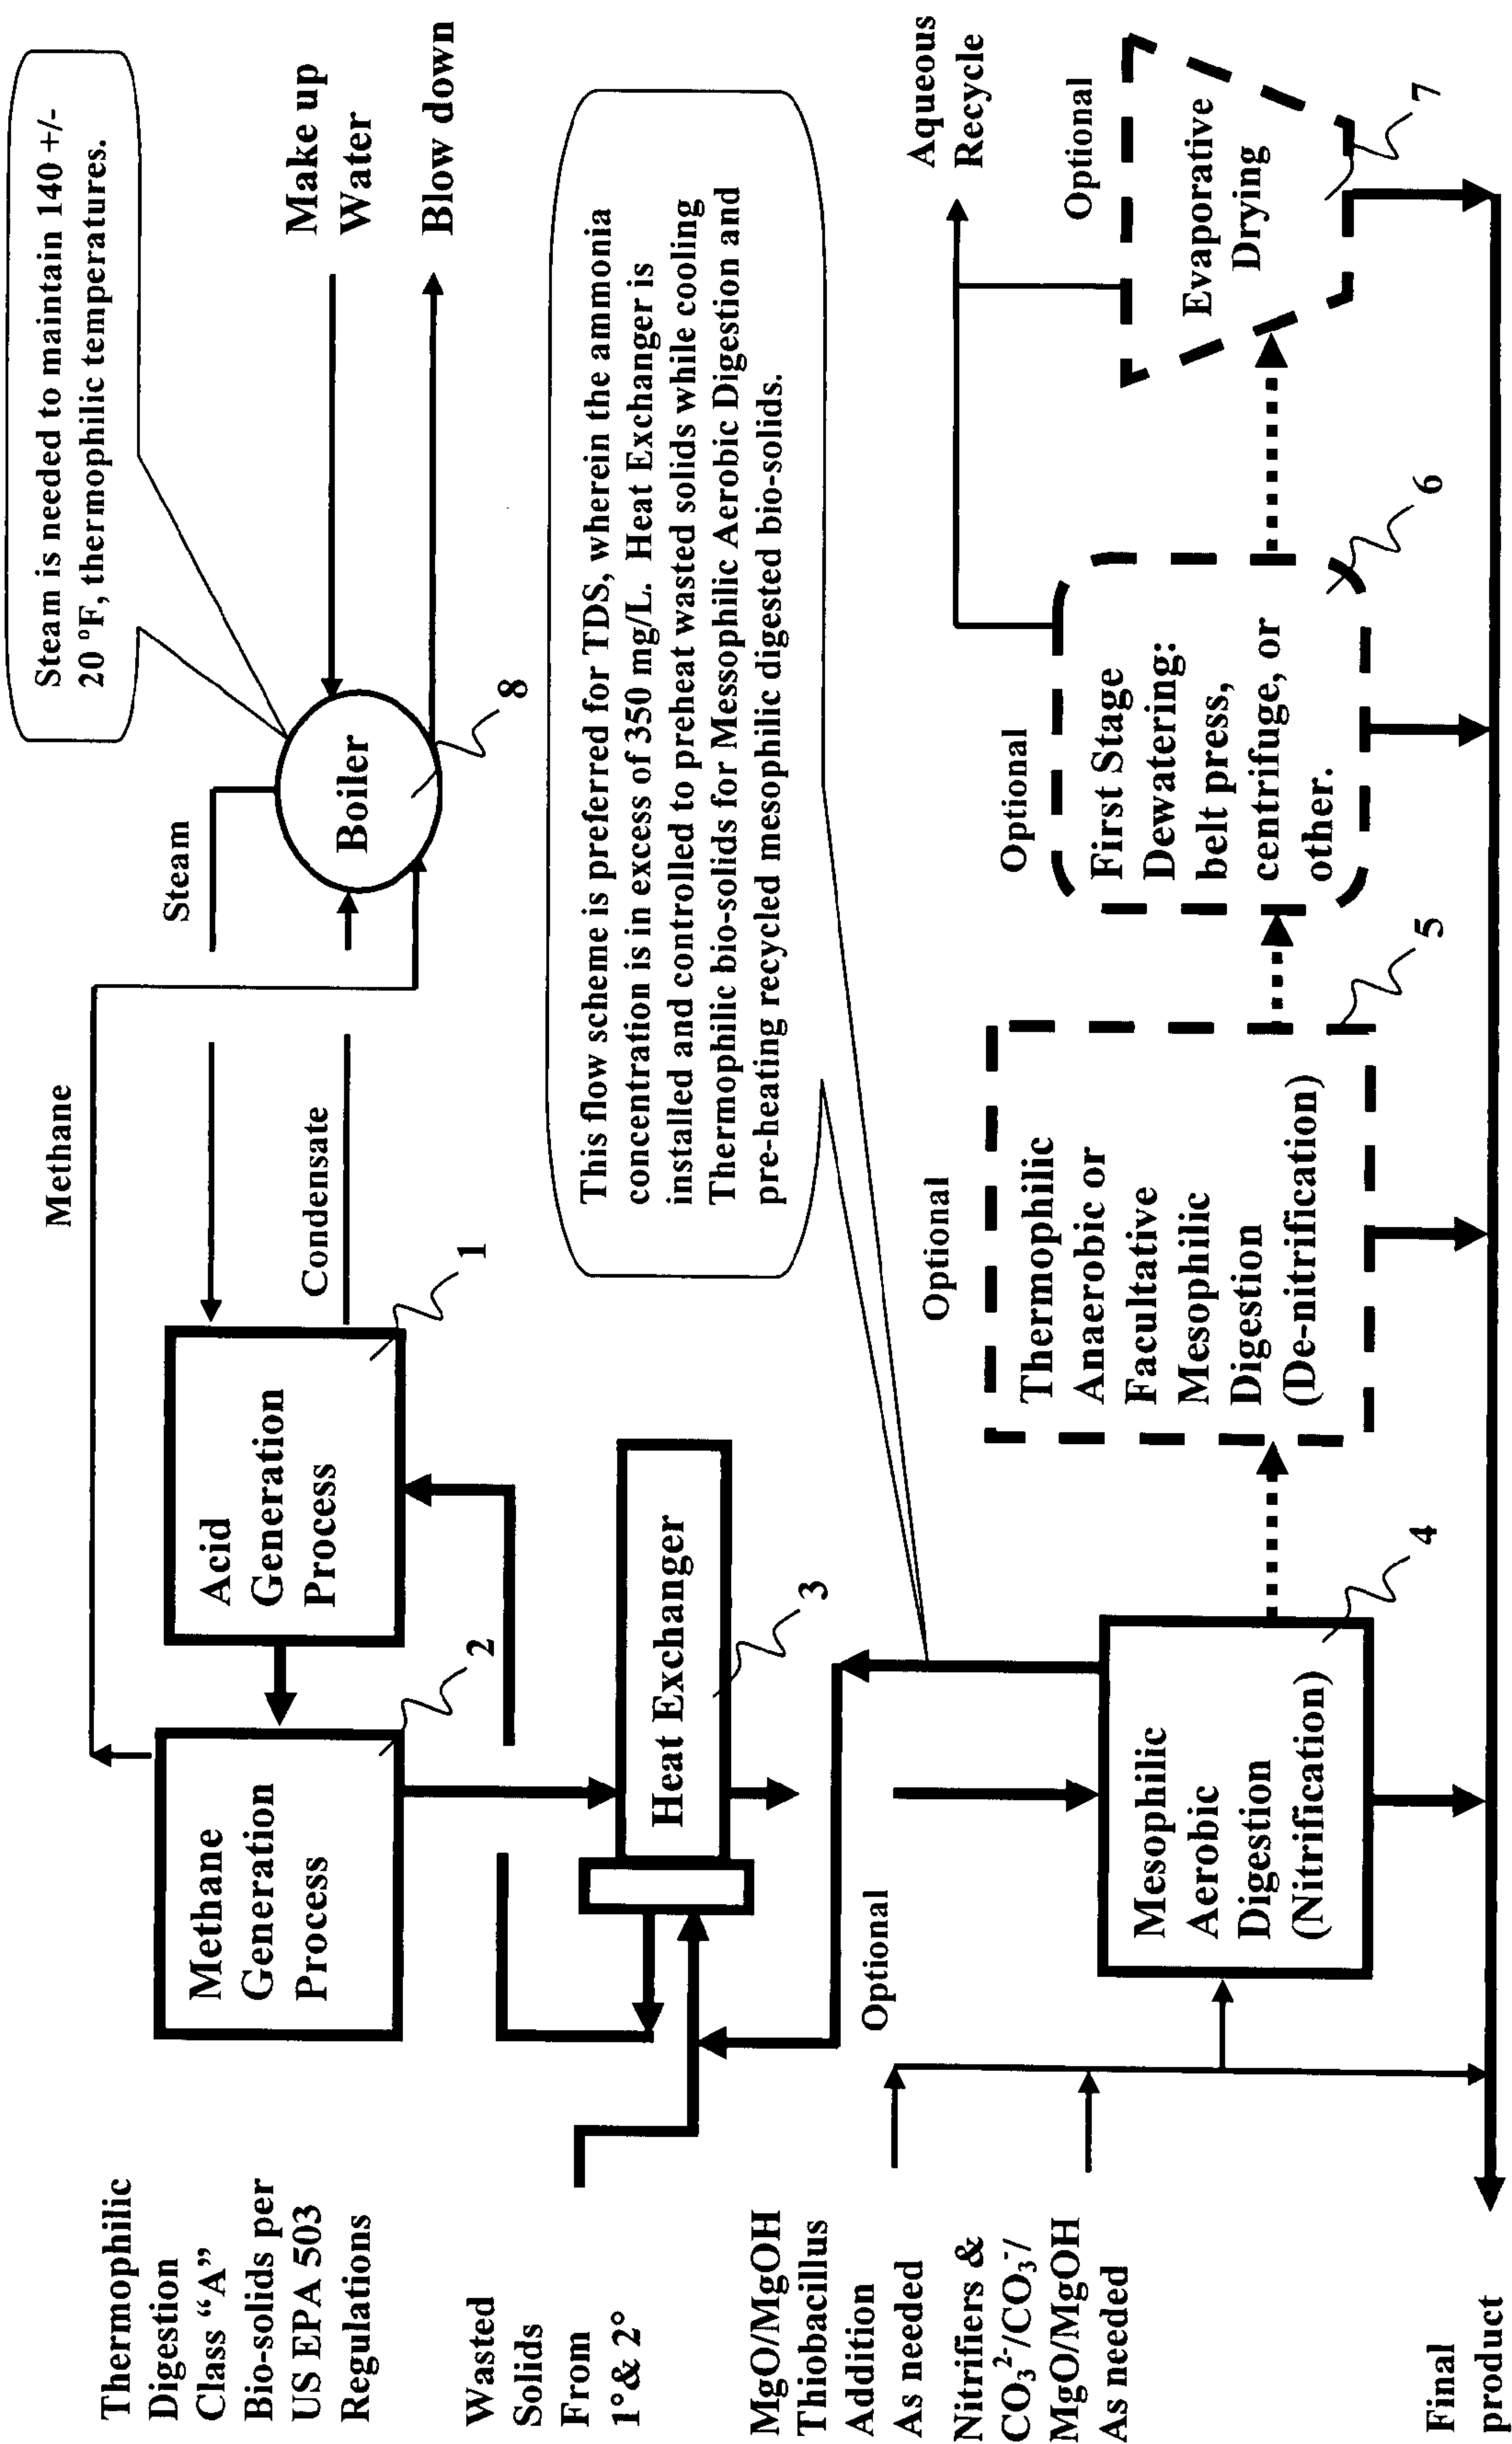 Thermophilic
Digestion
Class “A”
Bio-solids per
US EPA 503
Regulations
Methane
Generation
Process
2
Acid
Generation
Process
1
Methane
Steam
Condensate
Boiler
8
Steam is needed to maintain 140 +/-
20 °F, thermophilic temperatures.
Make up
Water
Blow down
Wasted
Solids
From
1°& 2°
Heat Exchanger
3
This flow scheme is preferred for TDS, wherein the ammonia
concentration is in excess of 350 mg/L. Heat Exchanger is
installed and controlled to preheat wasted solids while cooling
Thermophilic bio-solids for Messophilic Aerobic Digestion and
pre-heating recycled mesophilic digested bio-solids.
MgO/MgOH
Thiobacillus
Addition
As needed
Optional
Nitrifiers &
CO₃²⁻/CO₃⁻/
MgO/MgOH
As needed
Mesophilic
Aerobic
Digestion
(Nitrification)
4
Optional
Thermophilic
Anaerobic or
Facultative
Mesophilic
Digestion
(De-nitrification)
5
Optional
First Stage
Dewatering:
belt press,
centrifuge, or
other.
6
Aqueous
Recycle
Optional
Evaporative
Drying
7
Final
product